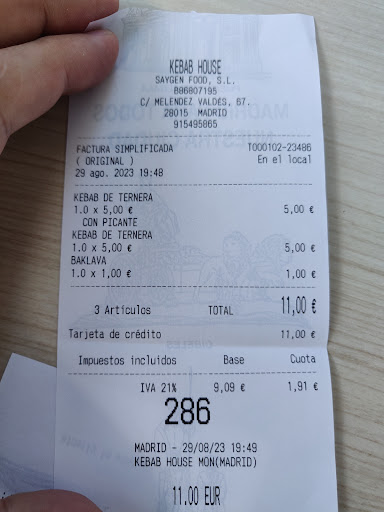 KEBAB HOUSE
SAYGEN FOOD, S.L.
B86807195
C/ MELENDEZ VALDES, 67.
28015 MADRID
915495865
FACTURA SIMPLIFICADA T000102-23486
( ORIGINAL ) En el local
29 ago. 2023 19:48
KEBAB DE TERNERA
1.0 x 5,00 € 5,00 €
CON PICANTE
KEBAB DE TERNERA
1.0 x 5,00 € 5,00 €
BAKLAVA
1.0 x 1,00 € 1,00 €
3 Artículos TOTAL 11,00 €
Tarjeta de crédito 11,00 €
Impuestos incluidos Base Cuota
IVA 21% 9,09 € 1,91 €
286
MADRID - 29/08/23 19:49
KEBAB HOUSE MON(MADRID)
11.00 EUR